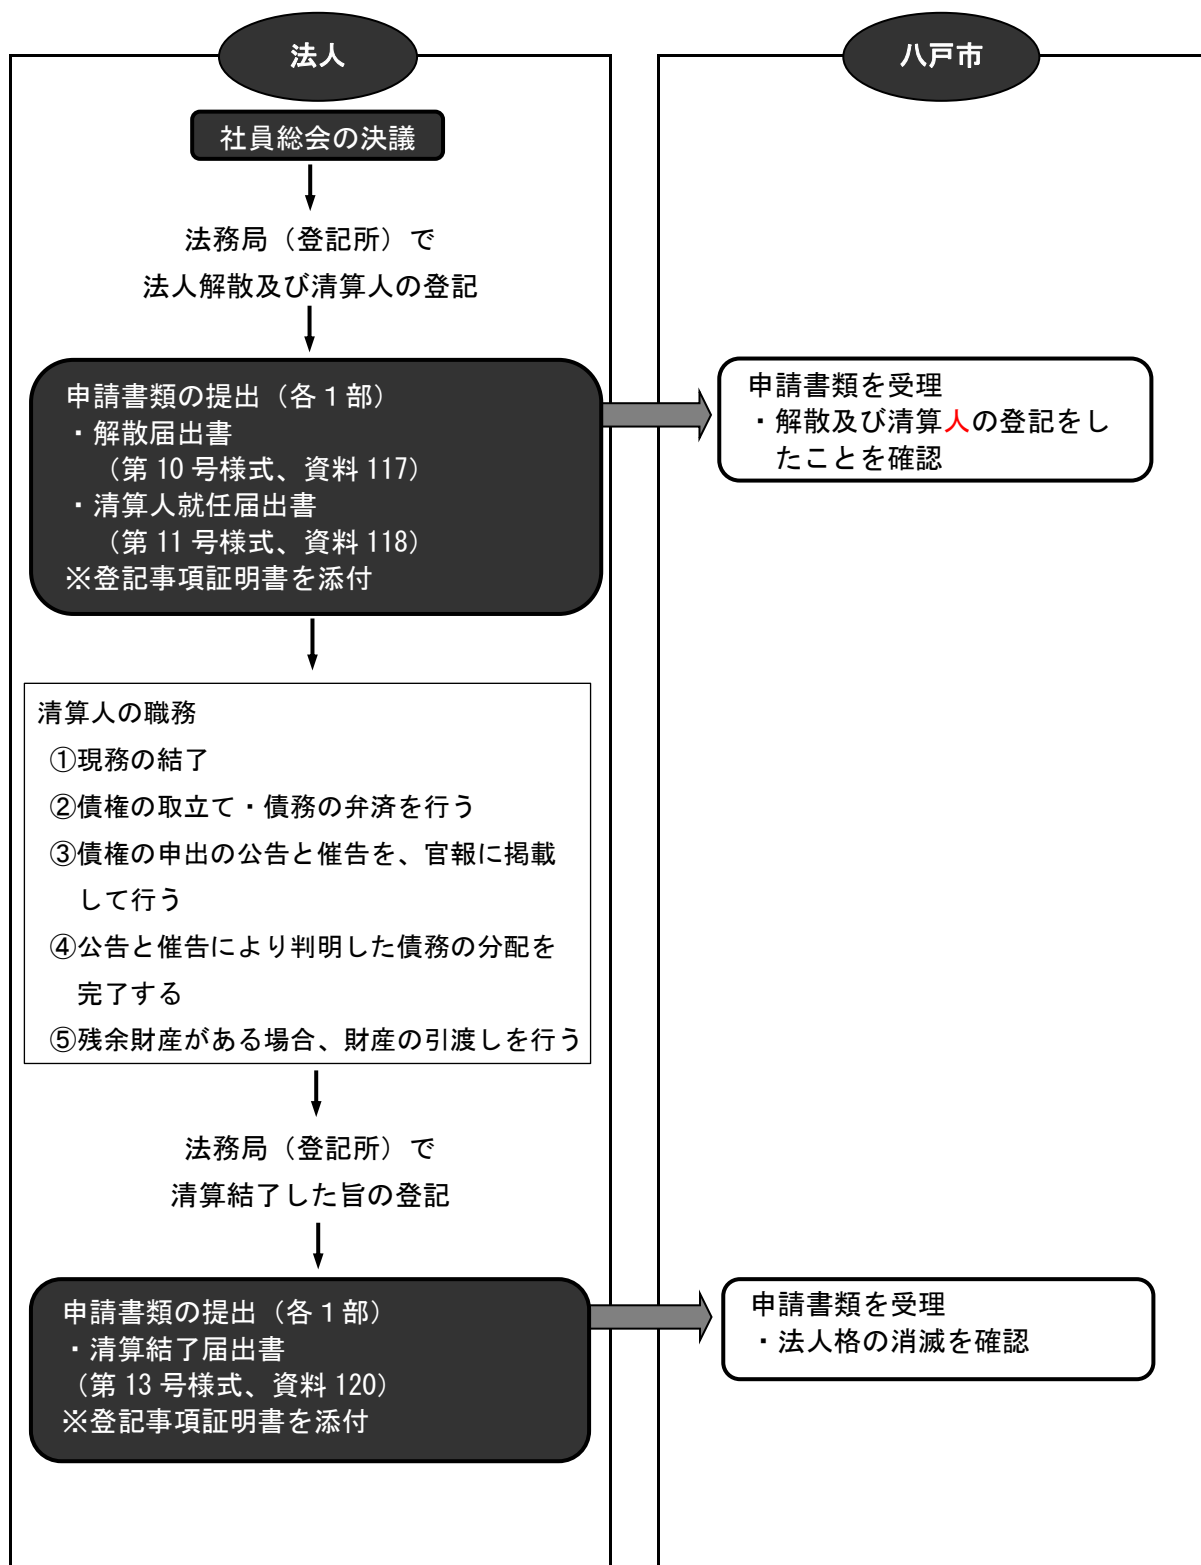 法人
社員総会の決議
法務局（登記所）で
法人解散及び清算人の登記
申請書類の提出（各１部）
・解散届出書
（第 10 号様式、資料 117）
・清算人就任届出書
（第 11 号様式、資料 118）
※登記事項証明書を添付
清算人の職務
①現務の結了
②債権の取立て・債務の弁済を行う
③債権の申出の公告と催告を、官報に掲載
して行う
④公告と催告により判明した債務の分配を
完了する
⑤残余財産がある場合、財産の引渡しを行う
法務局（登記所）で
清算結了した旨の登記
申請書類の提出（各１部）
・清算結了届出書
（第 13 号様式、資料 120）
※登記事項証明書を添付
八戸市
申請書類を受理
・解散及び清算人の登記をし
たことを確認
申請書類を受理
・法人格の消滅を確認